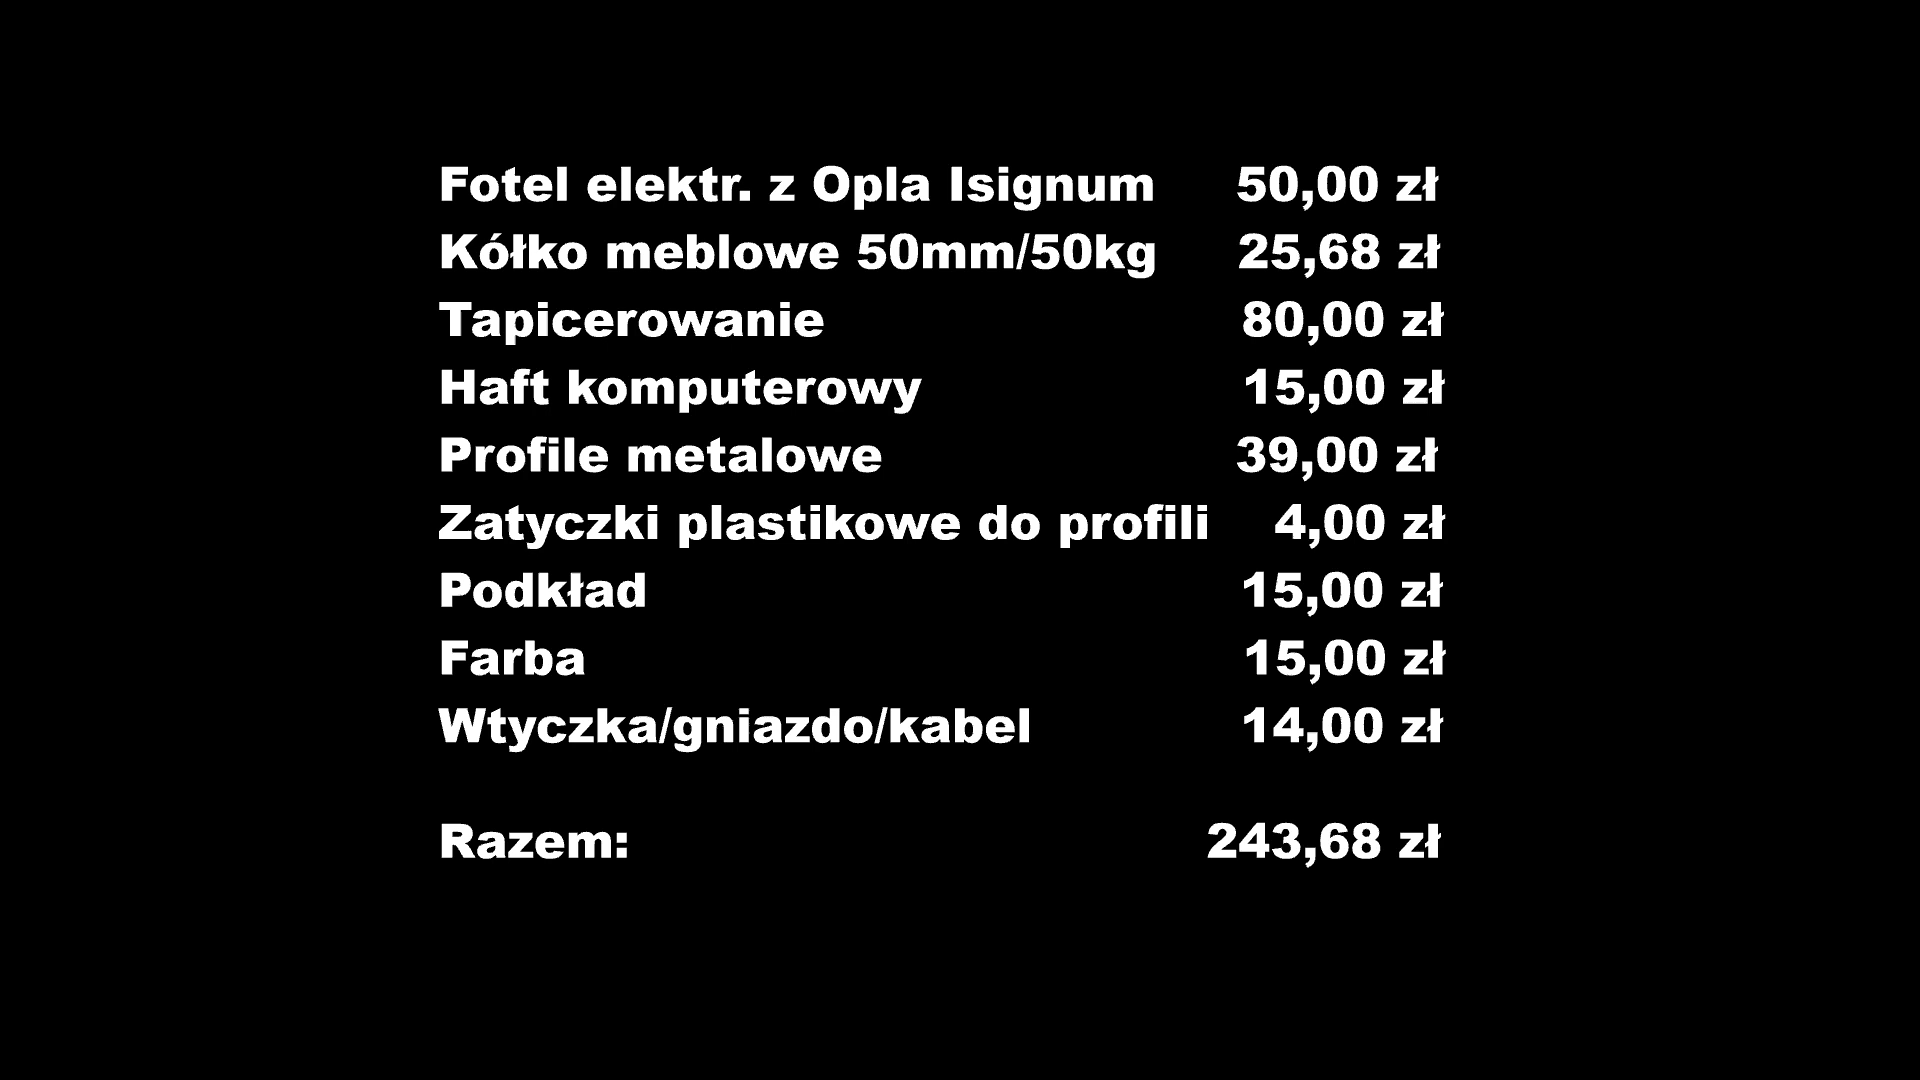 Fotel elektr. z Opla Isignum 50,00 zł
Kółko meblowe 50mm/50kg 25,68 zł
Tapicerowanie 80,00 zł
Haft komputerowy 15,00 zł
Profile metalowe 39,00 zł
Zatyczki plastikowe do profili 4,00 zł
Podkład 15,00 zł
Farba 15,00 zł
Wtyczka/gniazdo/kabel 14,00 zł
Razem: 243,68 zł